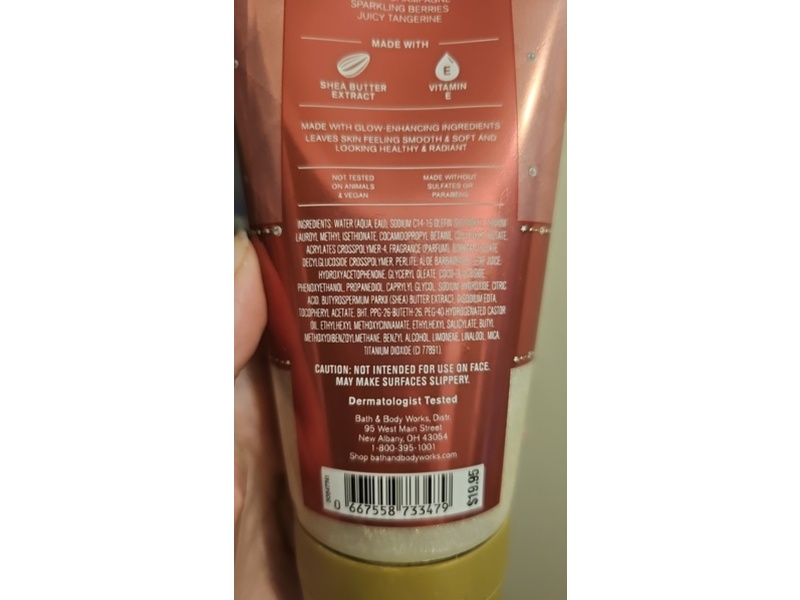 SPARKLING BERRIES
JUICY TANGERINE
MADE WITH
SHEA BUTTER
EXTRACT
E
VITAMIN
E
MADE WITH GLOW-ENHANCING INGREDIENTS
LEAVES SKIN FEELING SMOOTH & SOFT AND
LOOKING HEALTHY & RADIANT
NOT TESTED
ON ANIMALS
& VEGAN
MADE WITHOUT
SULFATES OR
PARABENS
INGREDIENTS: WATER (AQUA, EAU), SODIUM C14-16 OLEFIN
LAUROYL METHYL ISETHIONATE, COCAMIDOPROPYL BETAINE,
ACRYLATES CROSSPOLYMER-4, FRAGRANCE (PARFUM),
DECYLGLUCOSIDE CROSSPOLYMER, PERLITE, ALOE LEAF JUICE,
HYDROXYACETOPHENONE, GLYCERYL OLEATE,
PHENOXYETHANOL, PROPANEDIOL, CAPRYLYL GLYCOL, SODIUM HYDROXIDE, CITRIC
ACID, BUTYROSPERMUM PARKII (SHEA) BUTTER EXTRACT, DISODIUM EDTA,
TOCOPHERYL ACETATE, BHT, PPG-26-BUTETH-26, PEG-40 HYDROGENATED CASTOR
OIL, ETHYLHEXYL METHOXYCINNAMATE, ETHYLHEXYL SALICYLATE, BUTYL
METHOXYDIBENZOYLMETHANE, BENZYL ALCOHOL, LIMONENE, LINALOOL, MICA,
TITANIUM DIOXIDE (CI 77891).
CAUTION: NOT INTENDED FOR USE ON FACE.
MAY MAKE SURFACES SLIPPERY.
Dermatologist Tested
Bath & Body Works, Distr.
95 West Main Street
New Albany, OH 43054
1-800-395-1001
Shop bathandbodyworks.com
$19.95
0 667558 733479